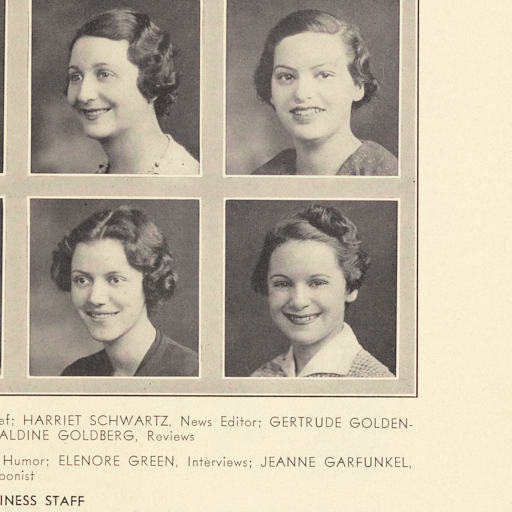 ef; HARRIET SCHWARTZ, News Editor; GERTRUDE GOLDEN-
ALDINE GOLDBERG, Reviews
Humor; ELENORE GREEN, Interviews; JEANNE GARFUNKEL,
oonist
INESS STAFF